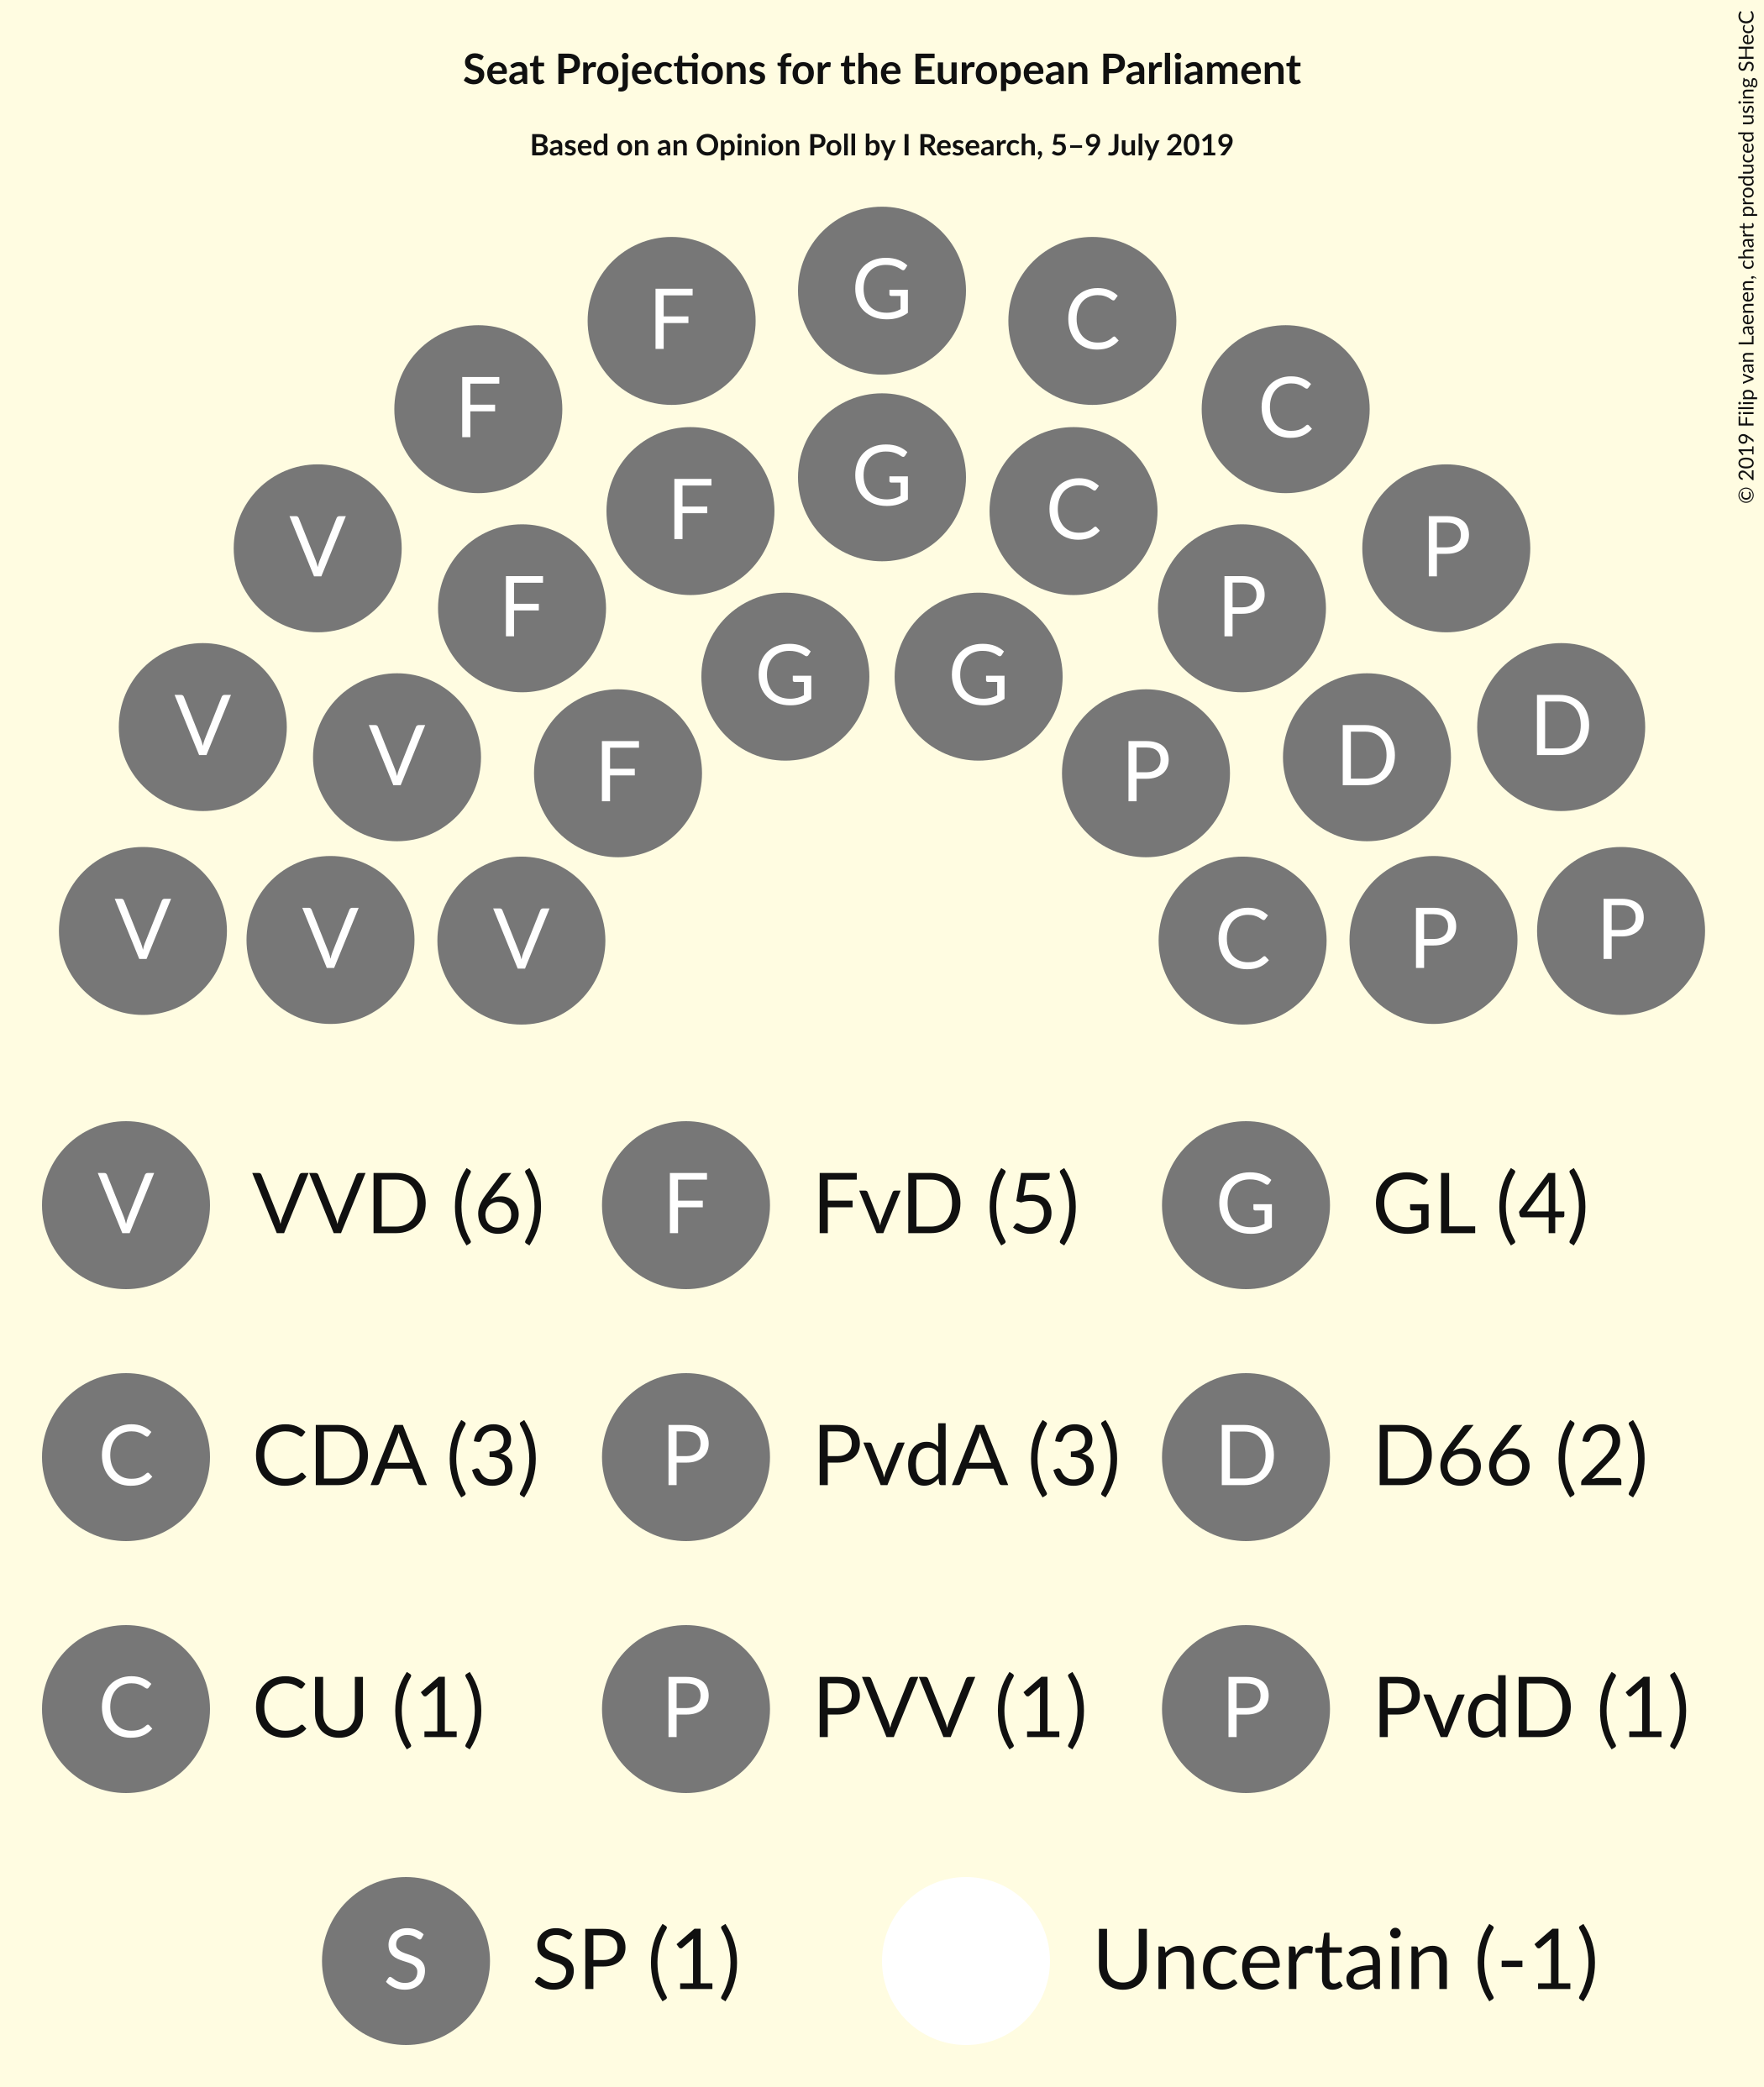 Seat Projections for the European Parliament
Based on an Opinion Poll by I Research, 5–9 July 2019
© 2019 Filip van Laenen, chart produced using SHecC
G
F C
F C
G
F C
V P
F P
G G
V D
V D
F P
V P
V P
V C
V VVD (6) F FvD (5) G GL (4)
C CDA (3) P PvdA (3) D D66 (2)
C CU (1) P PVV (1) P PvdD (1)
S SP (1) Uncertain (-1)